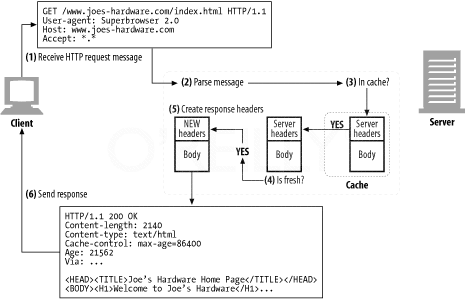 GET /www.joes-hardware.com/index.html HTTP/1.1
User-agent: Superbrowser 2.0
Host: www.joes-hardware.com
Accept: *.*
(1) Receive HTTP request message
(2) Parse message
(3) In cache?
(5) Create response headers
Client
Server
NEW headers
Body
YES
Server headers
Body
YES
Server headers
Body
(4) Is fresh?
Cache
(6) Send response
HTTP/1.1 200 OK
Content-length: 2140
Content-type: text/html
Cache-control: max-age=86400
Age: 21562
Via: ...
<HEAD><TITLE>Joe's Hardware Home Page</TITLE></HEAD>
<BODY><H1>Welcome to Joe's Hardware</H1>...